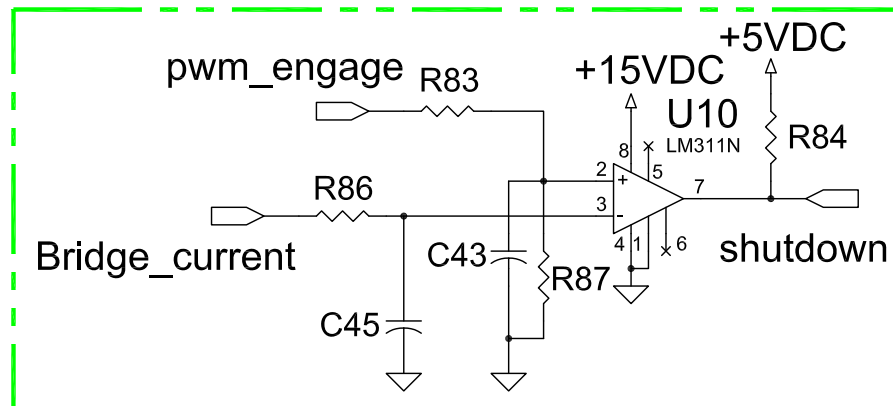 +5VDC
pwm_engage
R83
+15VDC
U10
LM311N
R84
8
5
2
+
7
R86
3
-
4
1
6
Bridge_current
C43
R87
shutdown
C45